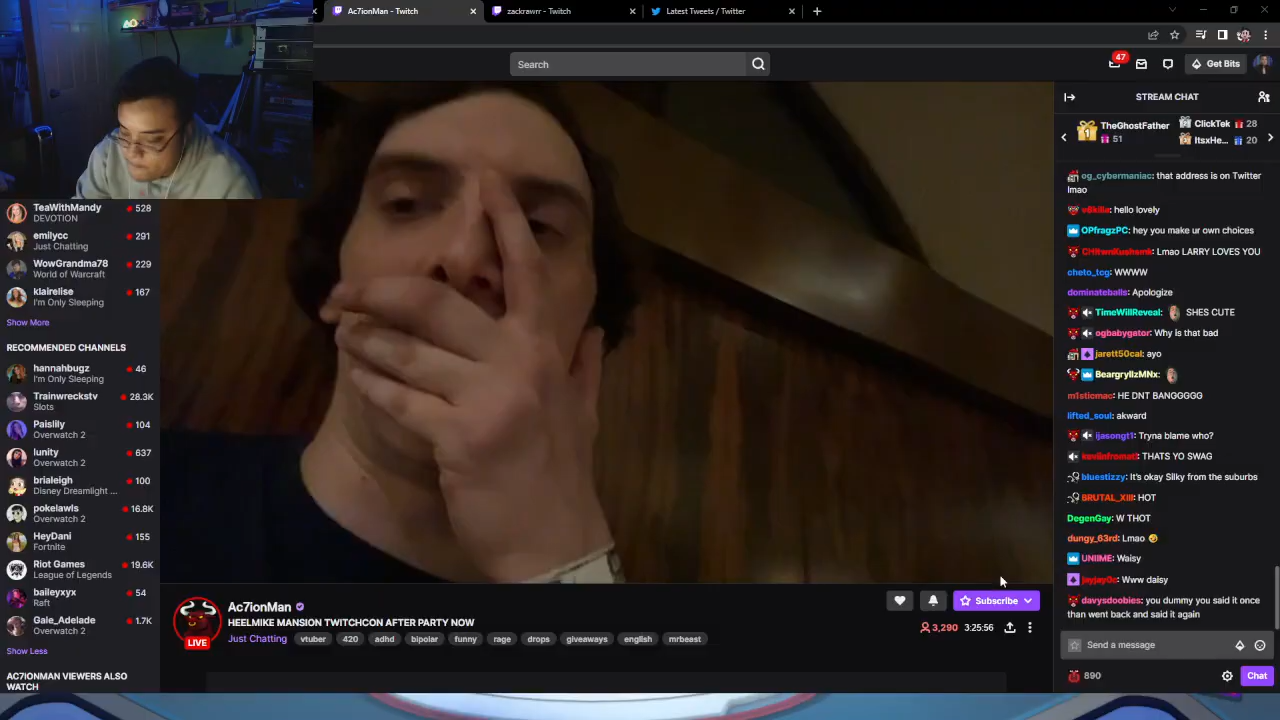 Ac7ionMan - Twitch
zackrawrr - Twitch
Latest Tweets / Twitter
Search
47
Get Bits
TeaWithMandy 528
DEVOTION
emilycc 291
Just Chatting
WowGrandma78 229
World of Warcraft
klairelise 167
I'm Only Sleeping
Show More
RECOMMENDED CHANNELS
hannahbugz 46
I'm Only Sleeping
Trainwreckstv 28.3K
Slots
Paislily 104
Overwatch 2
lunity 637
Overwatch 2
brialeigh 100
Disney Dreamlight ...
pokelawls 16.8K
Overwatch 2
HeyDani 155
Fortnite
Riot Games 19.6K
League of Legends
baileyxyx 54
Raft
Gale_Adelade 1.7K
Overwatch 2
Show Less
AC7IONMAN VIEWERS ALSO
WATCH
LIVE
Ac7ionMan
HEELMIKE MANSION TWITCHCON AFTER PARTY NOW
Just Chatting vtuber 420 adhd bipolar funny rage drops giveaways english mrbeast
Subscribe
3,290 3:25:56
STREAM CHAT
1 TheGhostFather 51
ClickTek 28
ItsxHe... 20
og_cybermaniac: that address is on Twitter
lmao
v8killa: hello lovely
OPfragzPC: hey you make ur own choices
Lmao LARRY LOVES YOU
cheto_tcg: WWWW
dominateballs: Apologize
TimeWillReveal: SHES CUTE
ogbabygator: Why is that bad
jarett50cal: ayo
BeargryllzMNx:
m1sticmac: HE DNT BANGGGGG
lifted_soul: akward
ijasongt1: Tryna blame who?
THATS YO SWAG
bluestizzy: It's okay Silky from the suburbs
BRUTAL_XIII: HOT
DegenGay: W THOT
dungy_63rd: Lmao 🤣
UNIIME: Waisy
Www daisy
davysdoobies: you dummy you said it once
than went back and said it again
Send a message
890
Chat